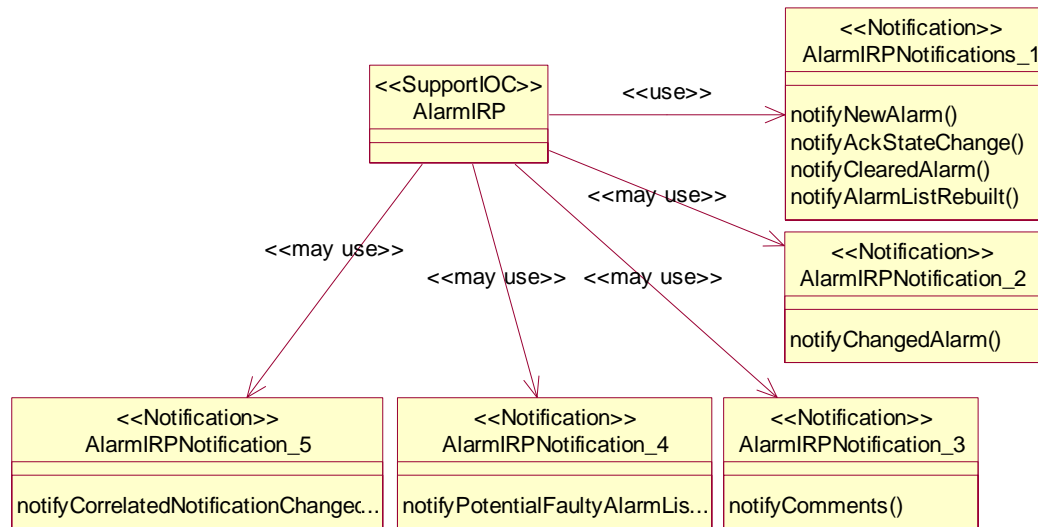 <<Notification>>
AlarmIRPNotifications_1
notifyNewAlarm()
notifyAckStateChange()
notifyClearedAlarm()
notifyAlarmListRebuilt()
<<SupportIOC>>
AlarmIRP
<<use>>
<<may use>>
<<may use>>
<<may use>>
<<may use>>
<<Notification>>
AlarmIRPNotification_2
notifyChangedAlarm()
<<Notification>>
AlarmIRPNotification_5
notifyCorrelatedNotificationChanged...
<<Notification>>
AlarmIRPNotification_4
notifyPotentialFaultyAlarmLis...
<<Notification>>
AlarmIRPNotification_3
notifyComments()